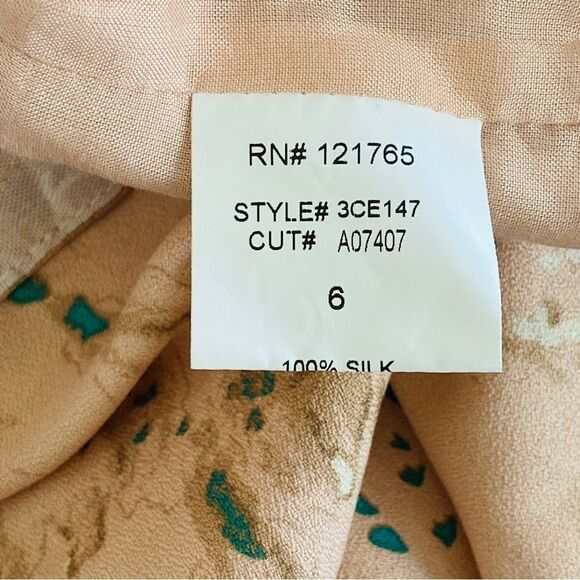 RN# 121765
STYLE# 3CE147
CUT# A07407
6
100% SILK